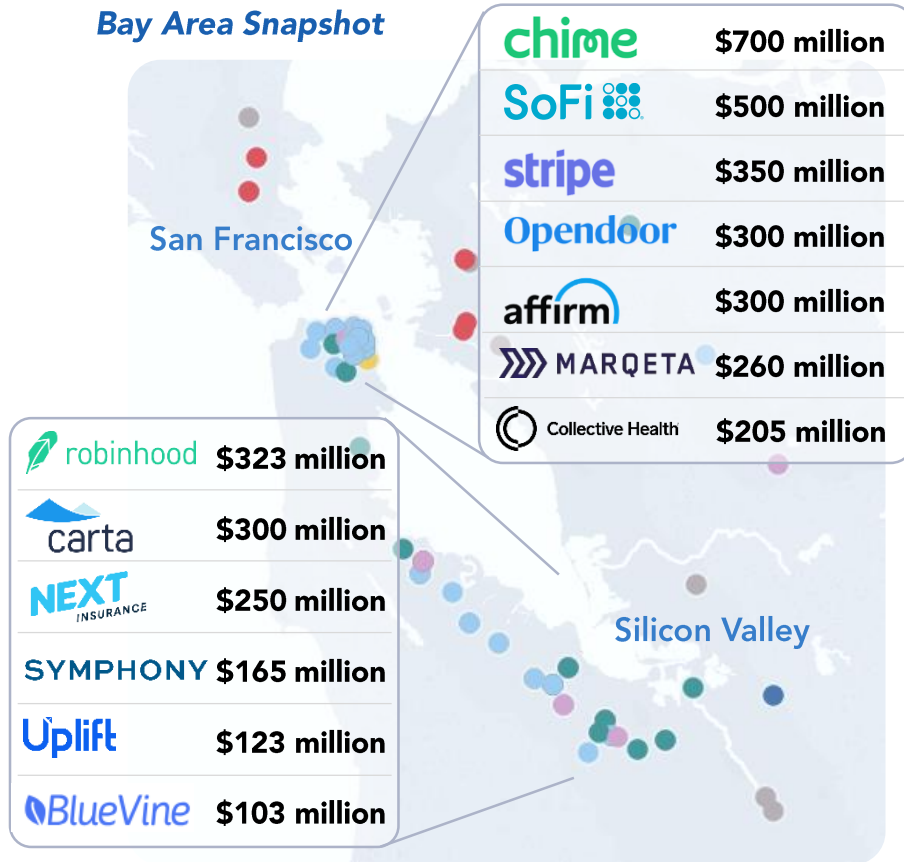 Bay Area Snapshot
chime $700 million
SoFi $500 million
stripe $350 million
San Francisco
Opendoor $300 million
affirm $300 million
MARQETA $260 million
Collective Health $205 million
robinhood $323 million
carta $300 million
NEXT INSURANCE $250 million
SYMPHONY $165 million
Uplift $123 million
BlueVine $103 million
Silicon Valley